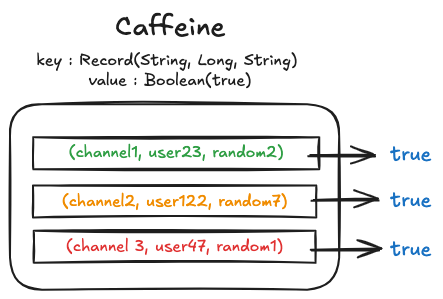 Caffeine
key : Record(String, Long, String)
value : Boolean(true)
(channel1, user23, random2) true
(channel2, user122, random7) true
(channel 3, user47, random1) true